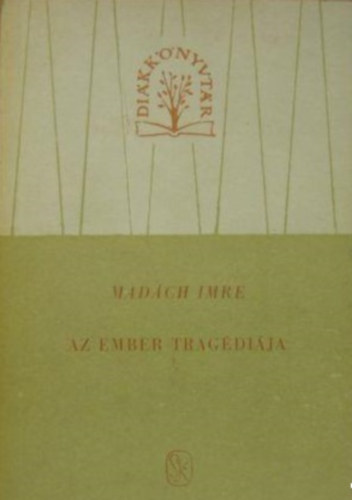 DIÁKKÖNYVTÁR
MADÁCH IMRE
AZ EMBER TRAGÉDIÁJA